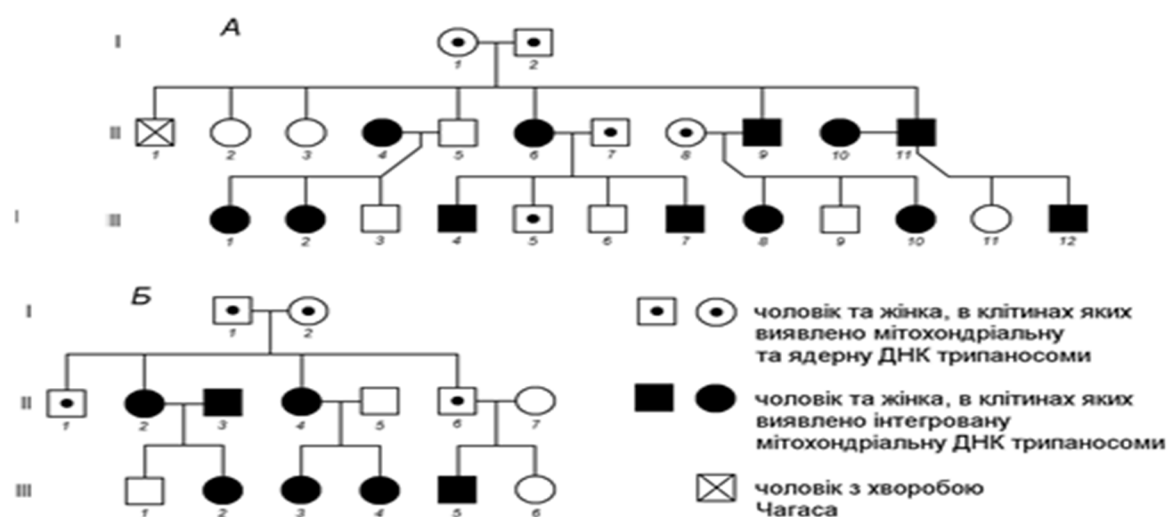 А
I
1 2
II
1 2 3 4 5 6 7 8 9 10 11
I III
1 2 3 4 5 6 7 8 9 10 11 12
Б
I
1 2
чоловік та жінка, в клітинах яких
виявлено мітохондріальну
та ядерну ДНК трипаносоми
II
1 2 3 4 5 6 7
чоловік та жінка, в клітинах яких
виявлено інтегровану
мітохондріальну ДНК трипаносоми
III
1 2 3 4 5 6
чоловік з хворобою
Чагаса